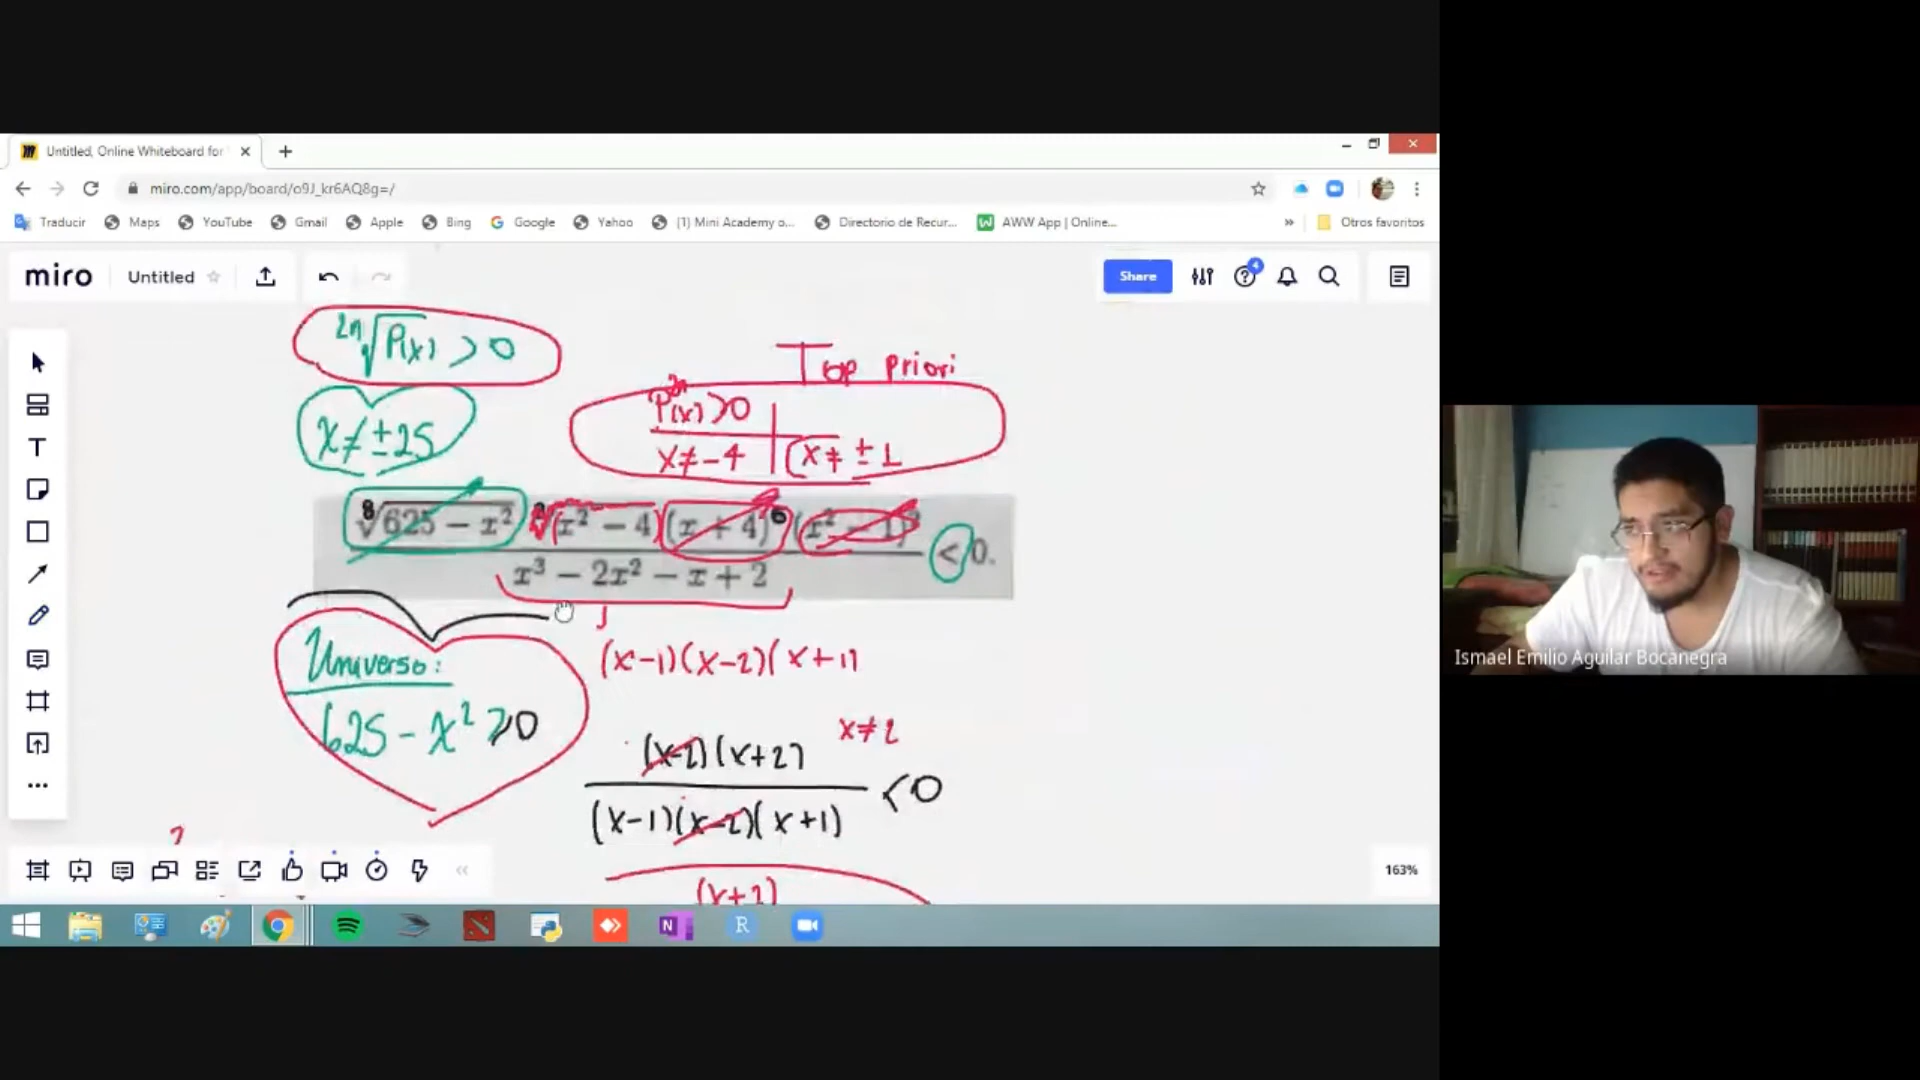 Untitled, Online Whiteboard for
miro.com/app/board/o9J_kr6AQ8g=/
Traducir Maps YouTube Gmail Apple Bing Google Yahoo (1) Mini Academy o... Directorio de Recur... AWW App | Online... » Otros favoritos
miro Untitled Share 4
2n√P(x) > 0
Top priori
x ≠ ±25
P(x)^2n > 0
x ≠ -4 | x ≠ ±1
8√625 − x² (x² − 4) (x + 4)⁶ (x² − 1)
< 0.
x³ − 2x² − x + 2
Universo:
625 - x² ≥ 0
(x-1)(x-2)(x+1)
x≠2
(x-2)(x+2)
< 0
(x-1)(x-2)(x+1)
(x+2)
Ismael Emilio Aguilar Bocanegra
163%